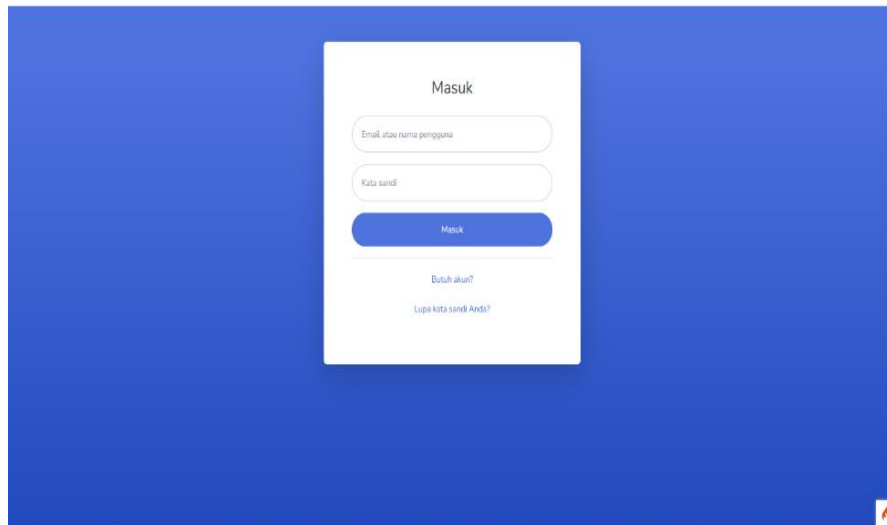 Masuk
Email atau nama pengguna
Kata sandi
Masuk
Butuh akun?
Lupa kata sandi Anda?